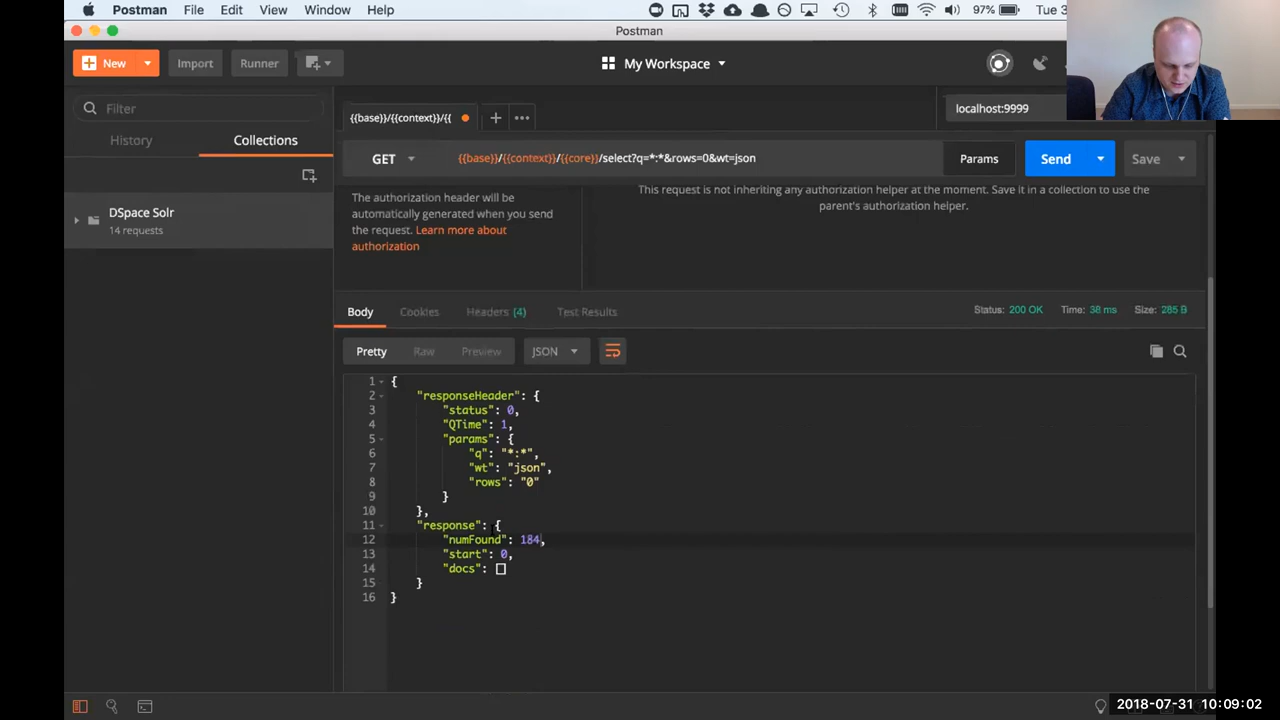 Postman File Edit View Window Help 97% Tue 3
Postman
New Import Runner My Workspace
Filter
History Collections
{{base}}/{{context}}/{{ localhost:9999
GET {{base}}/{{context}}/{{core}}/select?q=*:*&rows=0&wt=json Params Send Save
DSpace Solr
14 requests
The authorization header will
automatically generated when you send
the request. Learn more about
authorization
This request is not inheriting any authorization helper at the moment. Save it in a collection to use the
parent's authorization helper.
Body Cookies Headers (4) Test Results Status: 200 OK Time: 38 ms Size: 285 B
Pretty Raw Preview JSON
1 {
2 "responseHeader": {
3 "status": 0,
4 "QTime": 1,
5 "params": {
6 "q": "*:*",
7 "wt": "json",
8 "rows": "0"
9 }
10 },
11 "response": {
12 "numFound": 184,
13 "start": 0,
14 "docs": []
15 }
16 }
2018-07-31 10:09:02